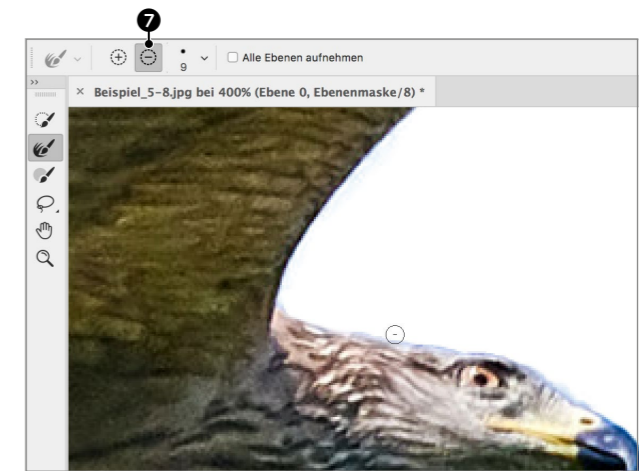 7
9 Alle Ebenen aufnehmen
>>
× Beispiel_5-8.jpg bei 400% (Ebene 0, Ebenenmaske/8) *